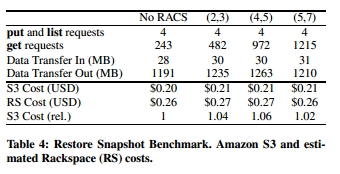 No RACS (2,3) (4,5) (5,7)
put and list requests 4 4 4 4
get requests 243 482 972 1215
Data Transfer In (MB) 28 30 30 31
Data Transfer Out (MB) 1191 1235 1263 1210
S3 Cost (USD) $0.20 $0.21 $0.21 $0.21
RS Cost (USD) $0.26 $0.27 $0.27 $0.26
S3 Cost (rel.) 1 1.04 1.06 1.02
Table 4: Restore Snapshot Benchmark. Amazon S3 and esti-
mated Rackspace (RS) costs.